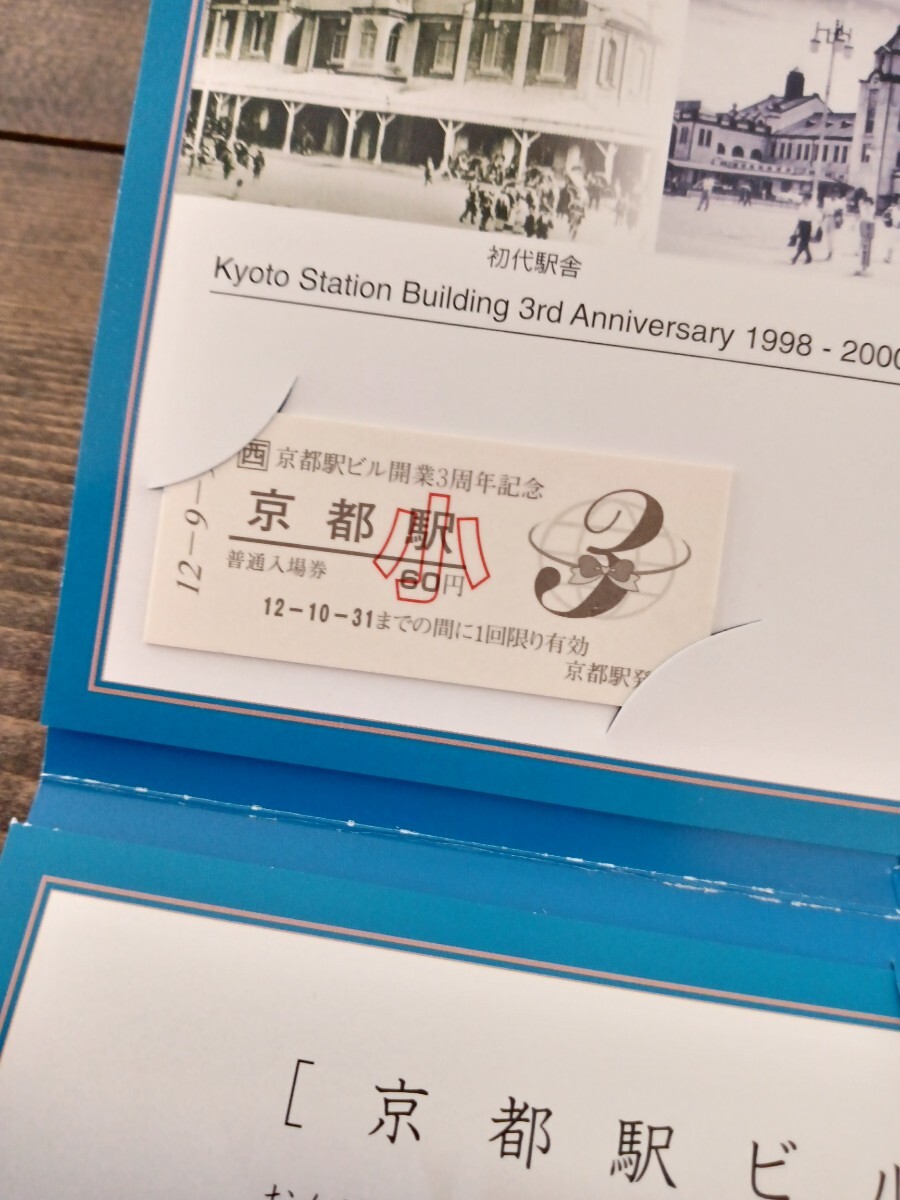 初代駅舎
Kyoto Station Building 3rd Anniversary 1998 - 2000
西 京都駅ビル開業3周年記念
京都駅
小
普通入場券 60円
12-10-31までの間に1回限り有効
京都駅発
12-9-
3
[ 京都駅ビル